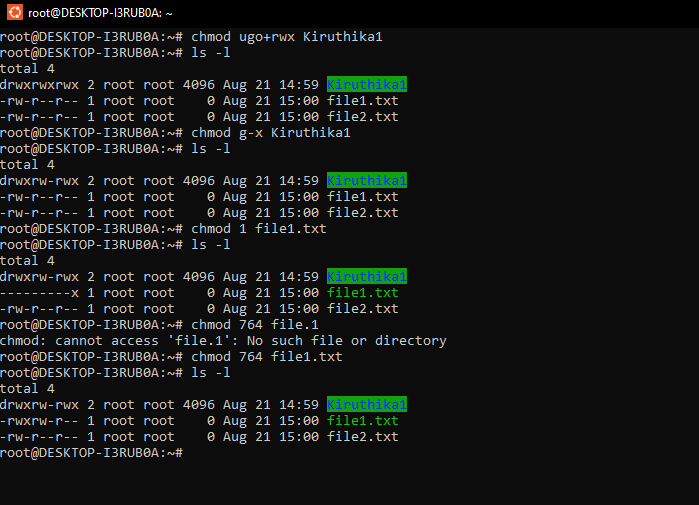 root@DESKTOP-I3RUB0A: ~
root@DESKTOP-I3RUB0A:~# chmod ugo+rwx Kiruthika1
root@DESKTOP-I3RUB0A:~# ls -l
total 4
drwxrwxrwx 2 root root 4096 Aug 21 14:59 Kiruthika1
-rw-r--r-- 1 root root    0 Aug 21 15:00 file1.txt
-rw-r--r-- 1 root root    0 Aug 21 15:00 file2.txt
root@DESKTOP-I3RUB0A:~# chmod g-x Kiruthika1
root@DESKTOP-I3RUB0A:~# ls -l
total 4
drwxrw-rwx 2 root root 4096 Aug 21 14:59 Kiruthika1
-rw-r--r-- 1 root root    0 Aug 21 15:00 file1.txt
-rw-r--r-- 1 root root    0 Aug 21 15:00 file2.txt
root@DESKTOP-I3RUB0A:~# chmod 1 file1.txt
root@DESKTOP-I3RUB0A:~# ls -l
total 4
drwxrw-rwx 2 root root 4096 Aug 21 14:59 Kiruthika1
---------x 1 root root    0 Aug 21 15:00 file1.txt
-rw-r--r-- 1 root root    0 Aug 21 15:00 file2.txt
root@DESKTOP-I3RUB0A:~# chmod 764 file.1
chmod: cannot access 'file.1': No such file or directory
root@DESKTOP-I3RUB0A:~# chmod 764 file1.txt
root@DESKTOP-I3RUB0A:~# ls -l
total 4
drwxrw-rwx 2 root root 4096 Aug 21 14:59 Kiruthika1
-rwxrw-r-- 1 root root    0 Aug 21 15:00 file1.txt
-rw-r--r-- 1 root root    0 Aug 21 15:00 file2.txt
root@DESKTOP-I3RUB0A:~#